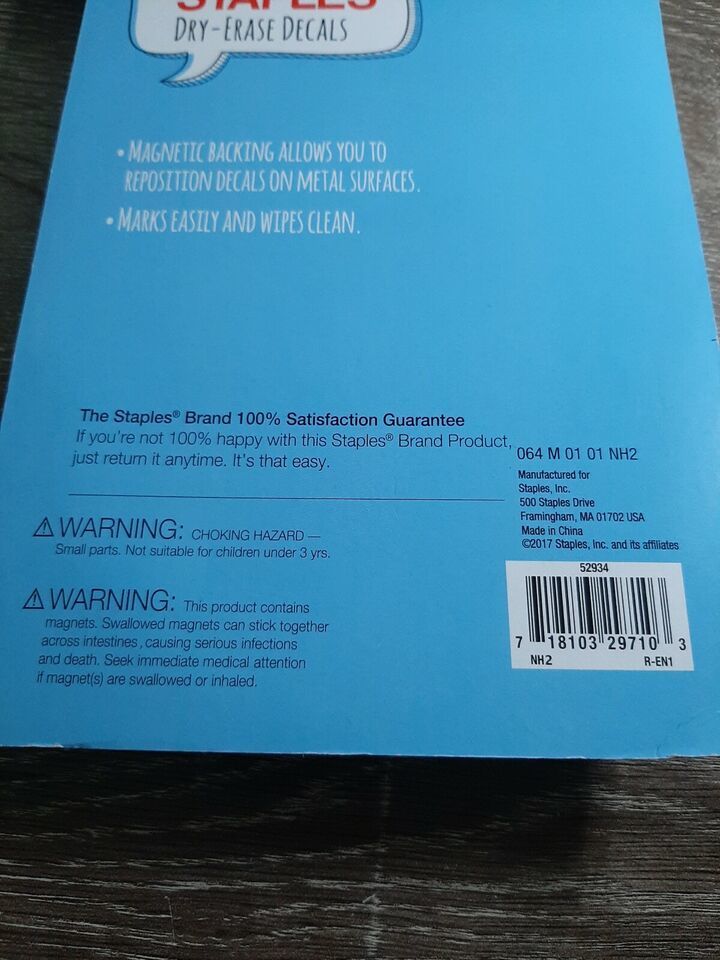 STAPLES
DRY-ERASE DECALS
• MAGNETIC BACKING ALLOWS YOU TO
REPOSITION DECALS ON METAL SURFACES.
• MARKS EASILY AND WIPES CLEAN.
The Staples® Brand 100% Satisfaction Guarantee
If you're not 100% happy with this Staples® Brand Product,
just return it anytime. It's that easy.
⚠ WARNING: CHOKING HAZARD —
Small parts. Not suitable for children under 3 yrs.
⚠ WARNING: This product contains
magnets. Swallowed magnets can stick together
across intestines, causing serious infections
and death. Seek immediate medical attention
if magnet(s) are swallowed or inhaled.
064 M 01 01 NH2
Manufactured for
Staples, Inc.
500 Staples Drive
Framingham, MA 01702 USA
Made in China
©2017 Staples, Inc. and its affiliates
52934
7 18103 29710 3
NH2 R-EN1